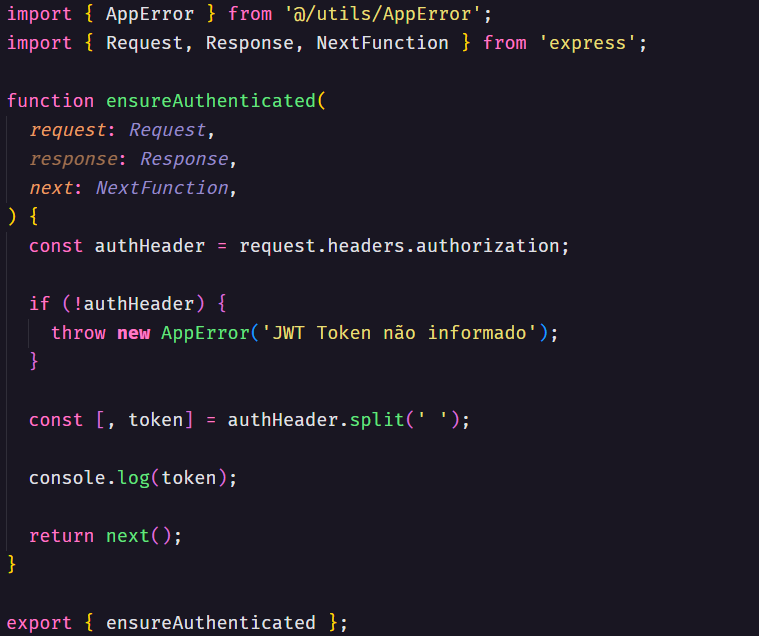 import { AppError } from '@/utils/AppError';
import { Request, Response, NextFunction } from 'express';
function ensureAuthenticated(
request: Request,
response: Response,
next: NextFunction,
) {
const authHeader = request.headers.authorization;
if (!authHeader) {
throw new AppError('JWT Token não informado');
}
const [, token] = authHeader.split(' ');
console.log(token);
return next();
}
export { ensureAuthenticated };